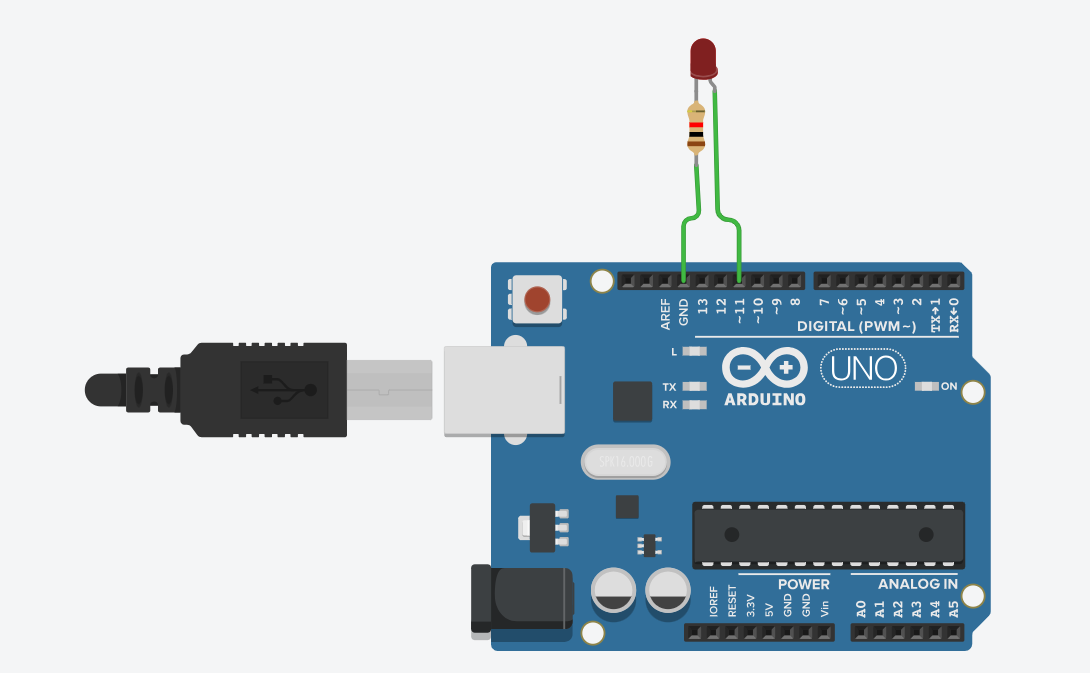 AREF
GND
13
12
~11
~10
~9
8
7
~6
~5
4
~3
2
TX→1
RX←0
DIGITAL (PWM~)
L
TX
RX
UNO
ON
ARDUINO
SPK16.000G
POWER
ANALOG IN
IOREF
RESET
3.3V
5V
GND
GND
Vin
A0
A1
A2
A3
A4
A5